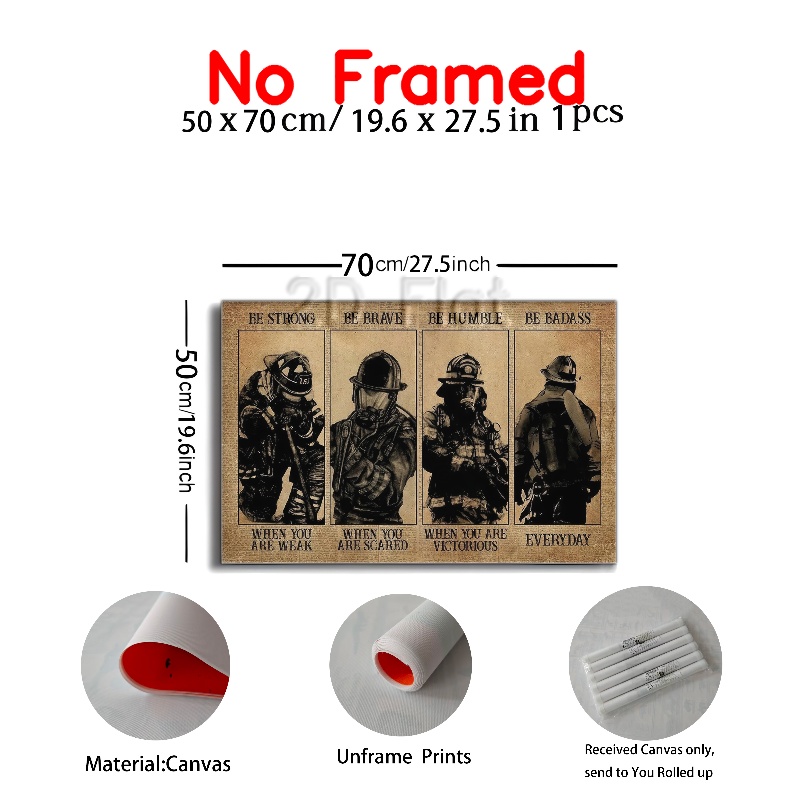 No Framed
50 x 70 cm/ 19.6 x 27.5 in 1pcs
70cm/27.5inch
2D Flat
50cm/19.6inch
BE STRONG BE BRAVE BE HUMBLE BE BADASS
WHEN YOU ARE WEAK
WHEN YOU ARE SCARED
WHEN YOU ARE VICTORIOUS
EVERYDAY
Material:Canvas
Unframe Prints
Received Canvas only,
send to You Rolled up